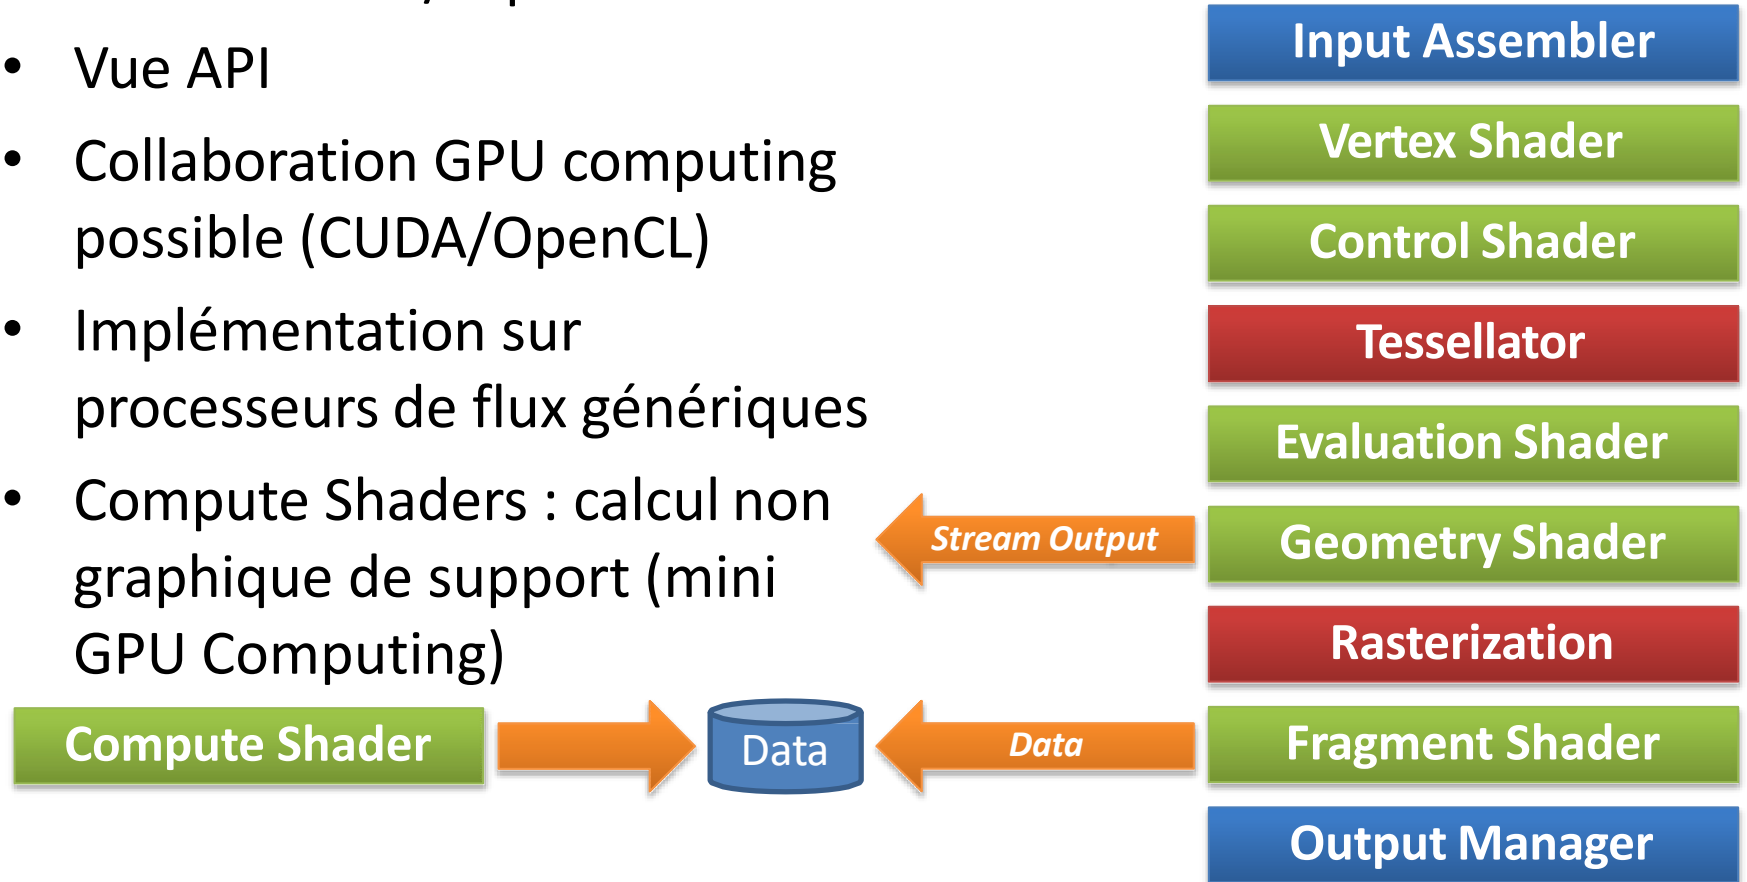 • Vue API
• Collaboration GPU computing
possible (CUDA/OpenCL)
• Implémentation sur
processeurs de flux génériques
• Compute Shaders : calcul non
graphique de support (mini
GPU Computing)
Compute Shader
Data
Data
Stream Output
Input Assembler
Vertex Shader
Control Shader
Tessellator
Evaluation Shader
Geometry Shader
Rasterization
Fragment Shader
Output Manager